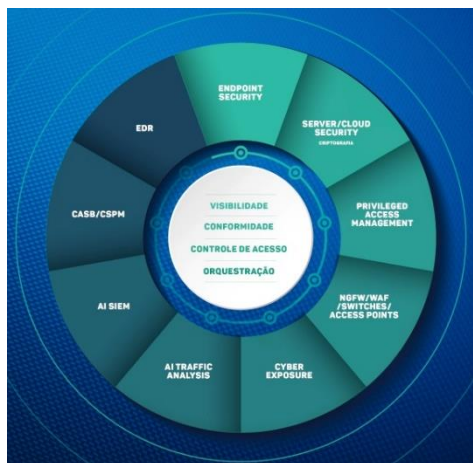 ENDPOINT
SECURITY
SERVER/CLOUD
SECURITY
CRIPTOGRAFIA
PRIVILEGED
ACCESS
MANAGEMENT
NGFW/WAF
/SWITCHES/
ACCESS POINTS
CYBER
EXPOSURE
AI TRAFFIC
ANALYSIS
AI SIEM
CASB/CSPM
EDR
VISIBILIDADE
CONFORMIDADE
CONTROLE DE ACESSO
ORQUESTRAÇÃO